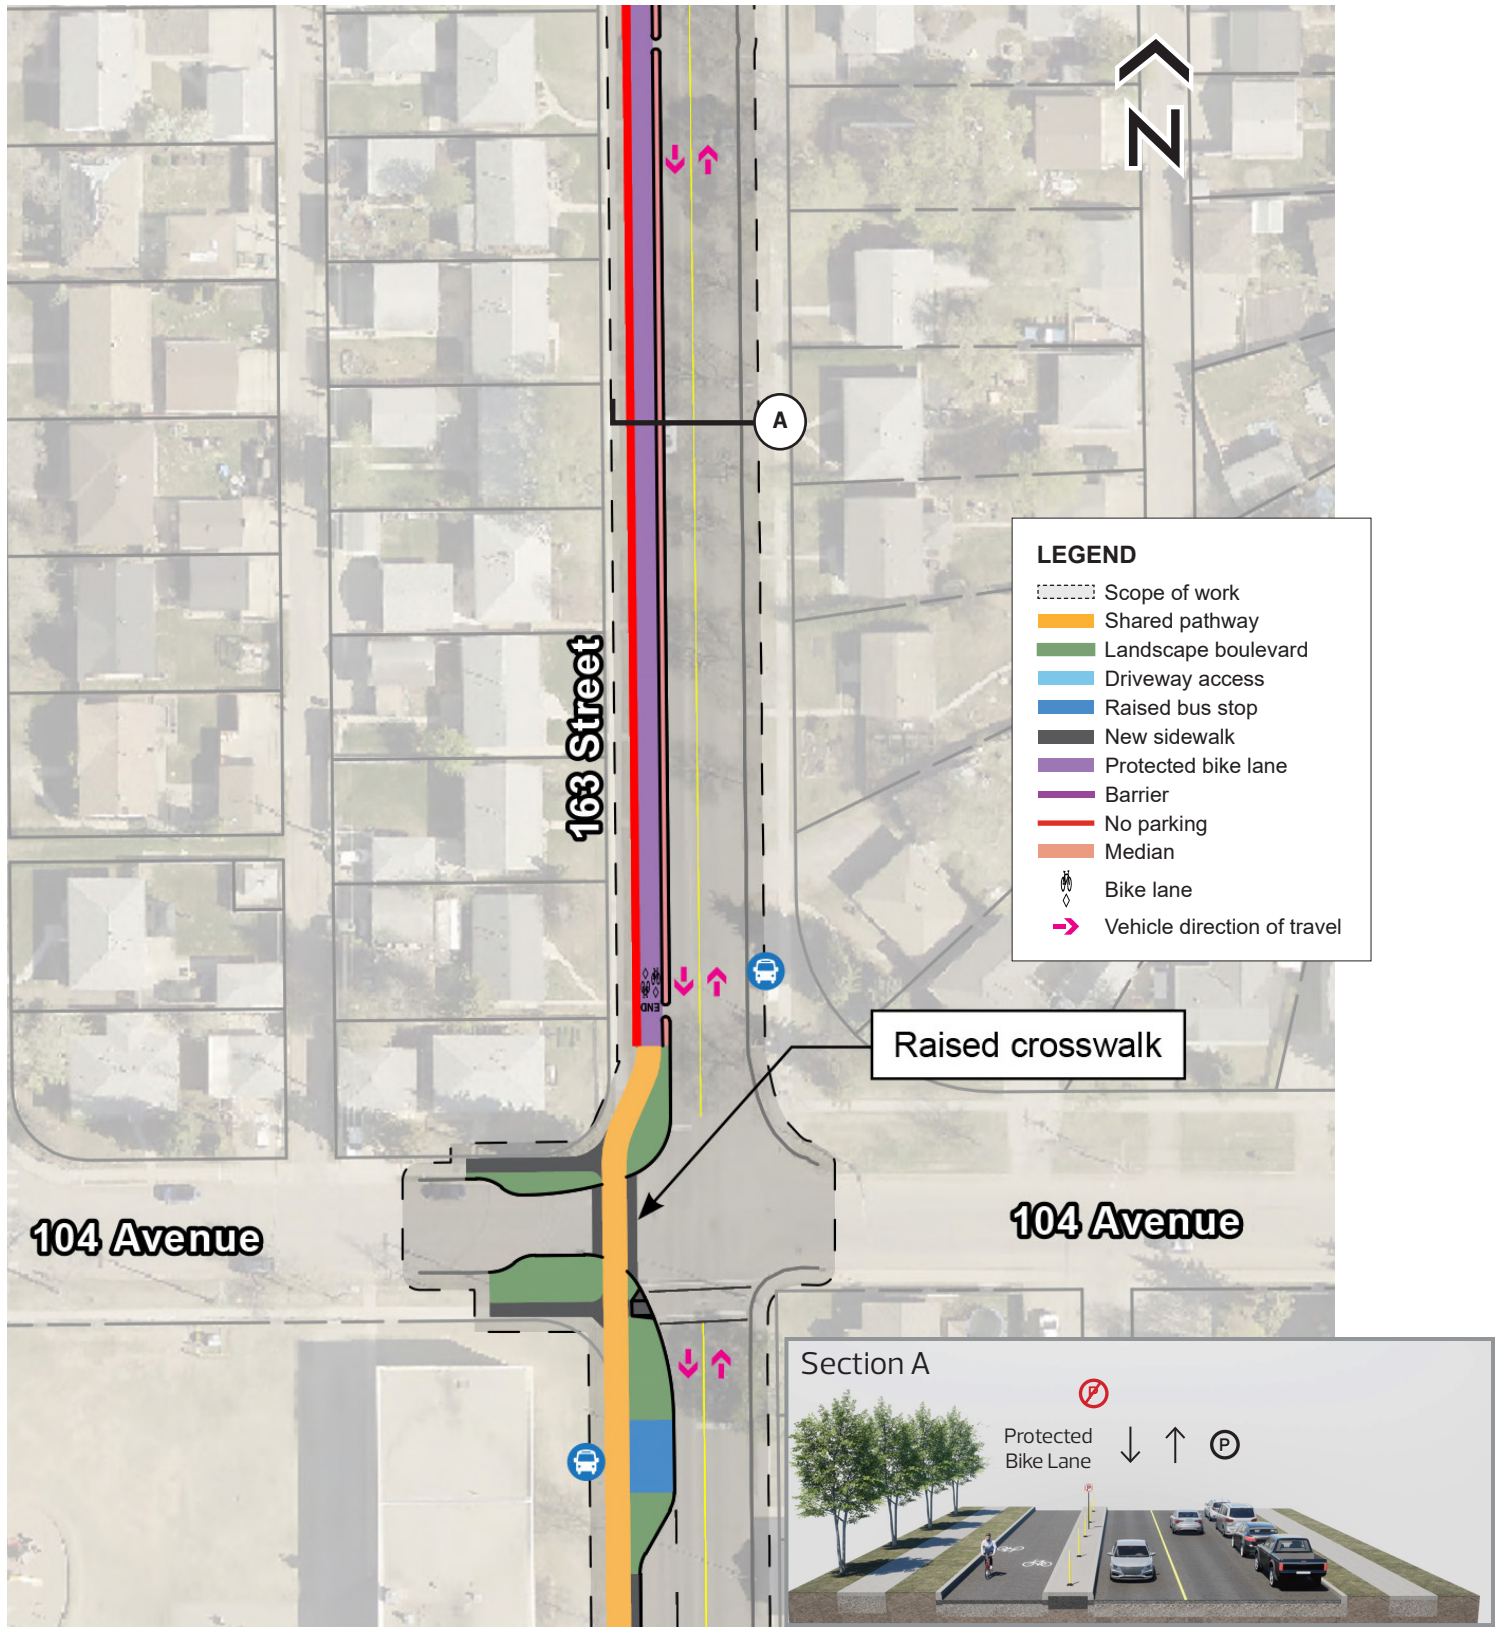 N
A
LEGEND
Scope of work
Shared pathway
Landscape boulevard
Driveway access
Raised bus stop
New sidewalk
Protected bike lane
Barrier
No parking
Median
Bike lane
Vehicle direction of travel
163 Street
END
Raised crosswalk
104 Avenue
104 Avenue
Section A
P
Protected
Bike Lane
P
P